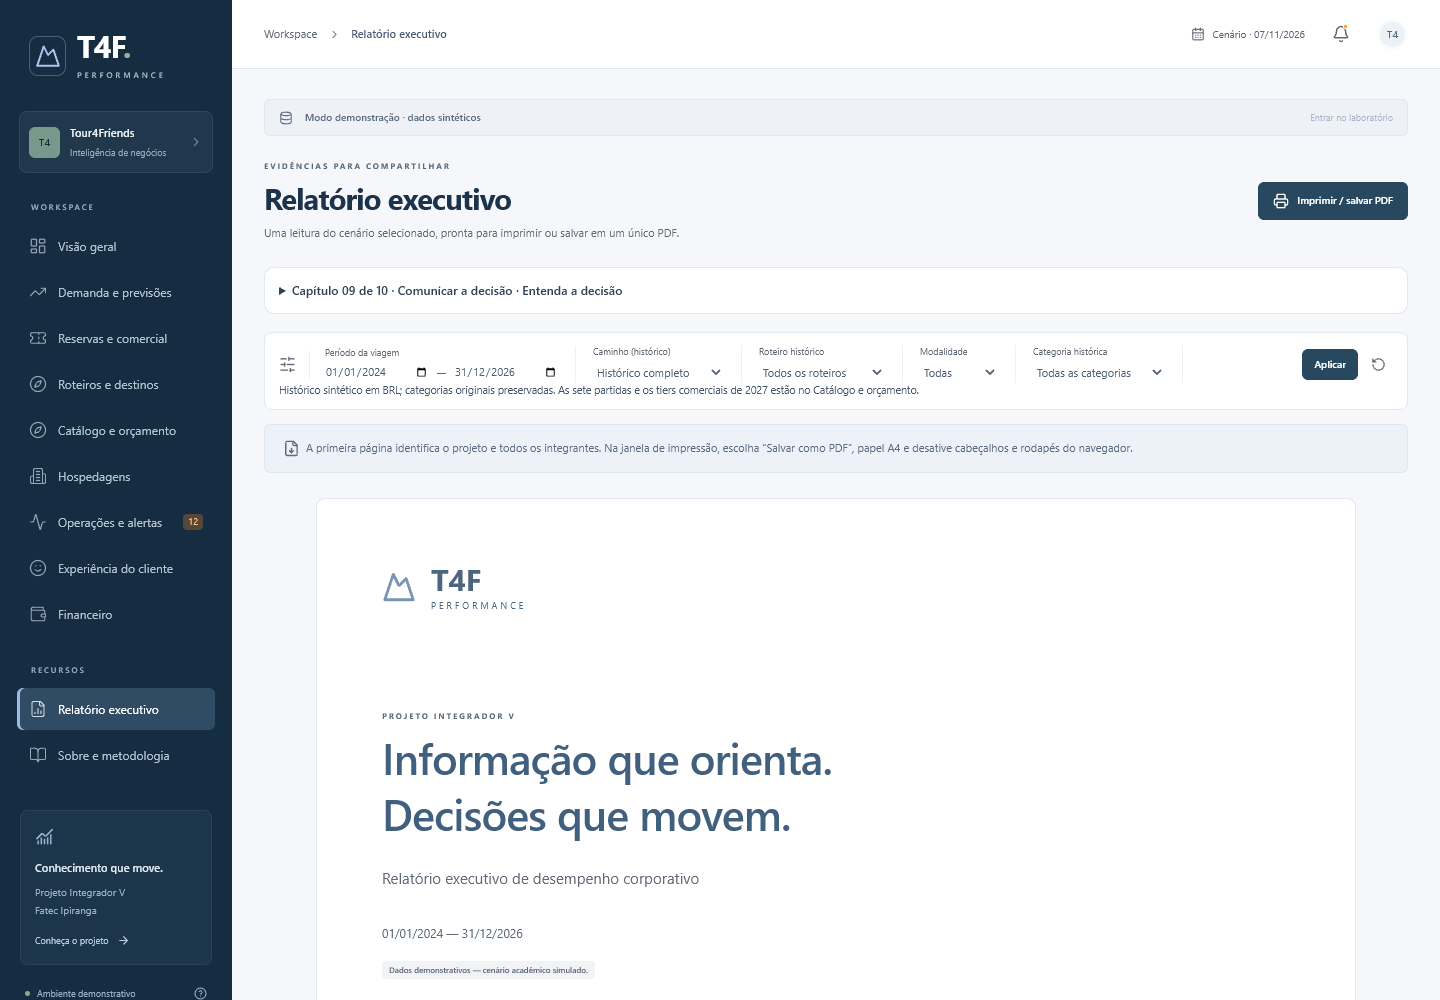 T4F.
PERFORMANCE
T4
Tour4Friends
Inteligência de negócios
WORKSPACE
Visão geral
Demanda e previsões
Reservas e comercial
Roteiros e destinos
Catálogo e orçamento
Hospedagens
Operações e alertas
12
Experiência do cliente
Financeiro
RECURSOS
Relatório executivo
Sobre e metodologia
Conhecimento que move.
Projeto Integrador V
Fatec Ipiranga
Conheça o projeto
Ambiente demonstrativo
Workspace
Relatório executivo
Cenário · 07/11/2026
T4
Modo demonstração · dados sintéticos
Entrar no laboratório
EVIDÊNCIAS PARA COMPARTILHAR
Relatório executivo
Uma leitura do cenário selecionado, pronta para imprimir ou salvar em um único PDF.
Imprimir / salvar PDF
Capítulo 09 de 10 · Comunicar a decisão · Entenda a decisão
Período da viagem
01/01/2024 — 31/12/2026
Caminho (histórico)
Histórico completo
Roteiro histórico
Todos os roteiros
Modalidade
Todas
Categoria histórica
Todas as categorias
Aplicar
Histórico sintético em BRL; categorias originais preservadas. As sete partidas e os tiers comerciais de 2027 estão no Catálogo e orçamento.
A primeira página identifica o projeto e todos os integrantes. Na janela de impressão, escolha “Salvar como PDF”, papel A4 e desative cabeçalhos e rodapés do navegador.
T4F
PERFORMANCE
PROJETO INTEGRADOR V
Informação que orienta.
Decisões que movem.
Relatório executivo de desempenho corporativo
01/01/2024 — 31/12/2026
Dados demonstrativos — cenário acadêmico simulado.